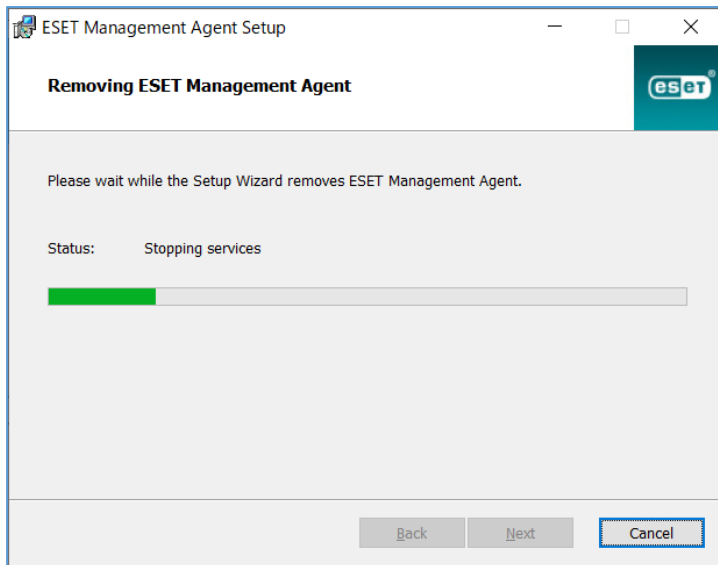 ESET Management Agent Setup
Removing ESET Management Agent
eseT®
Please wait while the Setup Wizard removes ESET Management Agent.
Status: Stopping services
Back Next Cancel